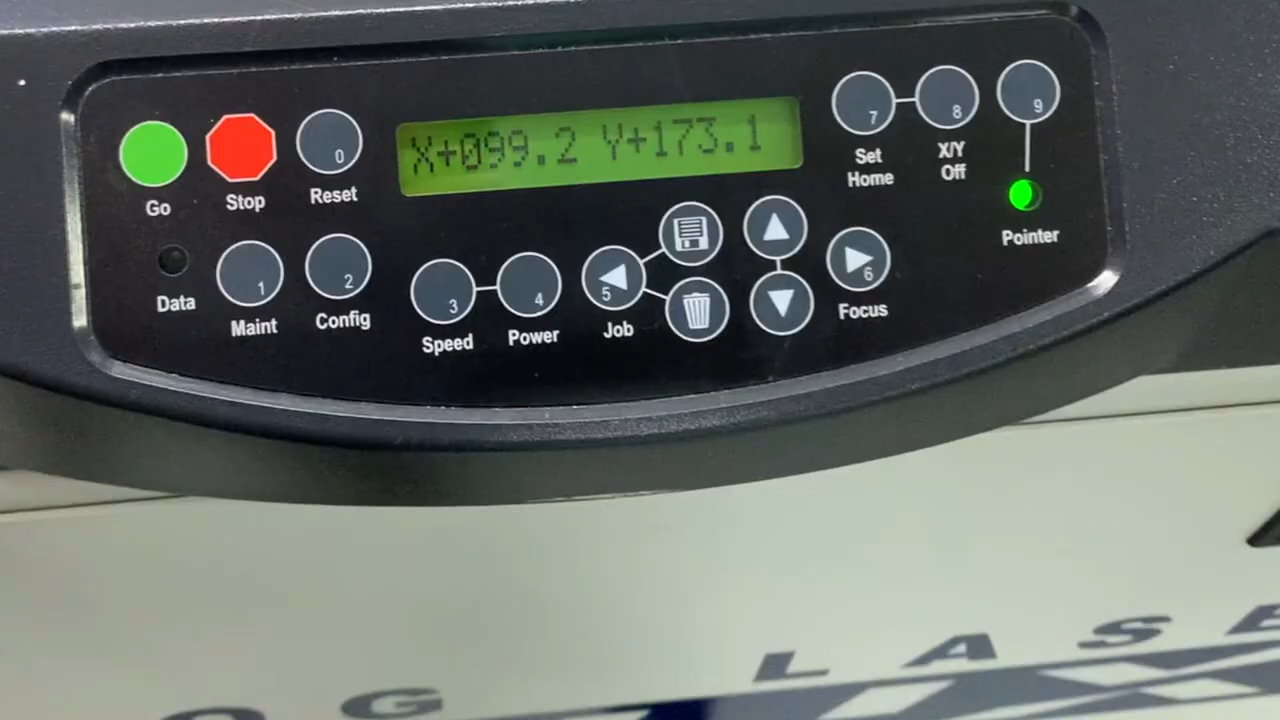 X+099.2 Y+173.1
0
7
8
9
Go
Stop
Reset
Set
Home
X/Y
Off
Pointer
1
2
3
4
5
6
Data
Maint
Config
Speed
Power
Job
Focus
OG LASE